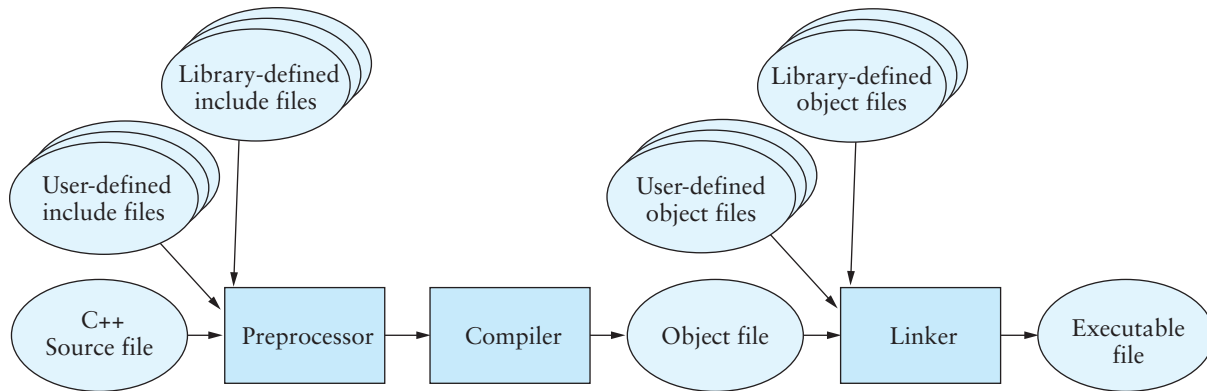 Library-defined
include files
Library-defined
object files
User-defined
include files
User-defined
object files
C++
Source file
Preprocessor
Compiler
Object file
Linker
Executable
file